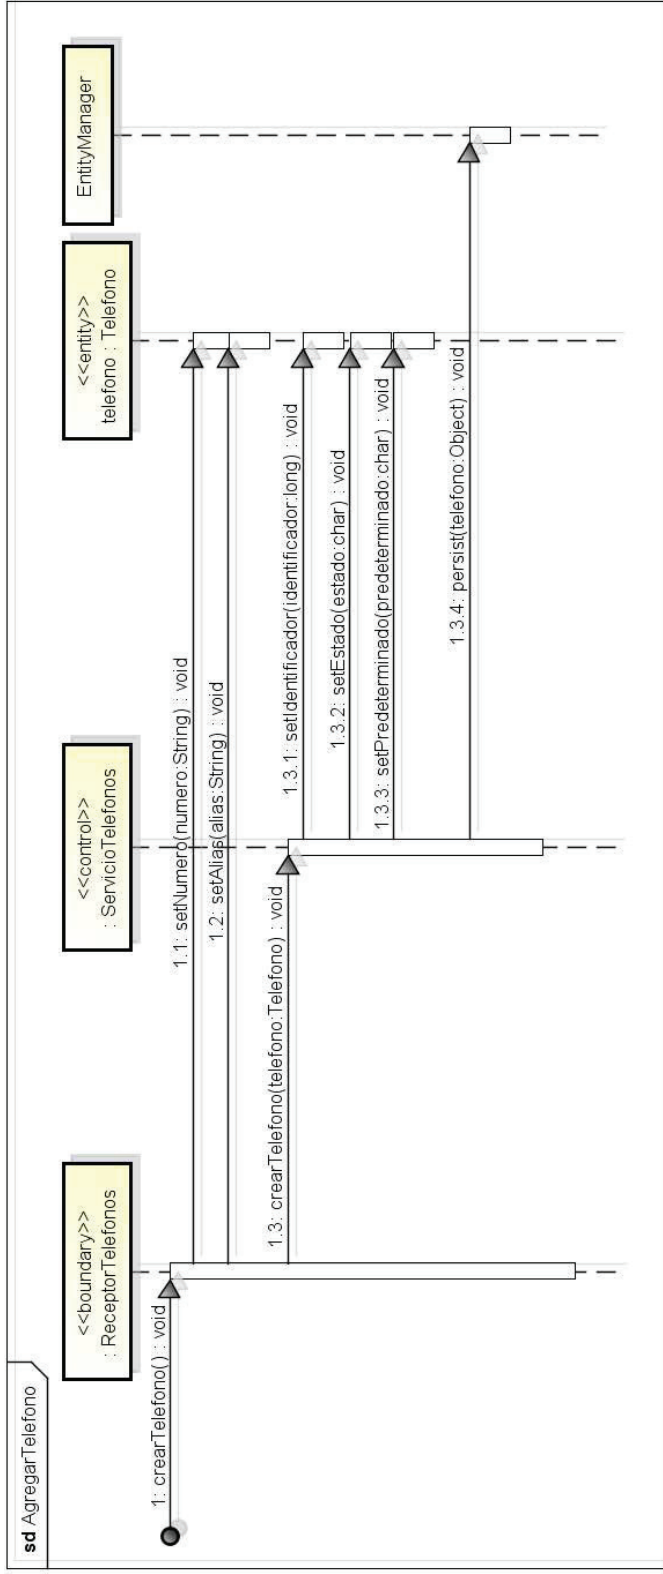 sd AgregarTelefono
<<boundary>>
: ReceptorTelefonos
<<control>>
: ServicioTelefonos
<<entity>>
telefono : Telefono
EntityManager
1: crearTelefono() : void
1.1: setNumero(numero:String) : void
1.2: setAlias(alias:String) : void
1.3: crearTelefono(telefono:Telefono) : void
1.3.1: setIdentificador(identificador:long) : void
1.3.2: setEstado(estado:char) : void
1.3.3: setPredeterminado(predeterminado:char) : void
1.3.4: persist(telefono:Object) : void